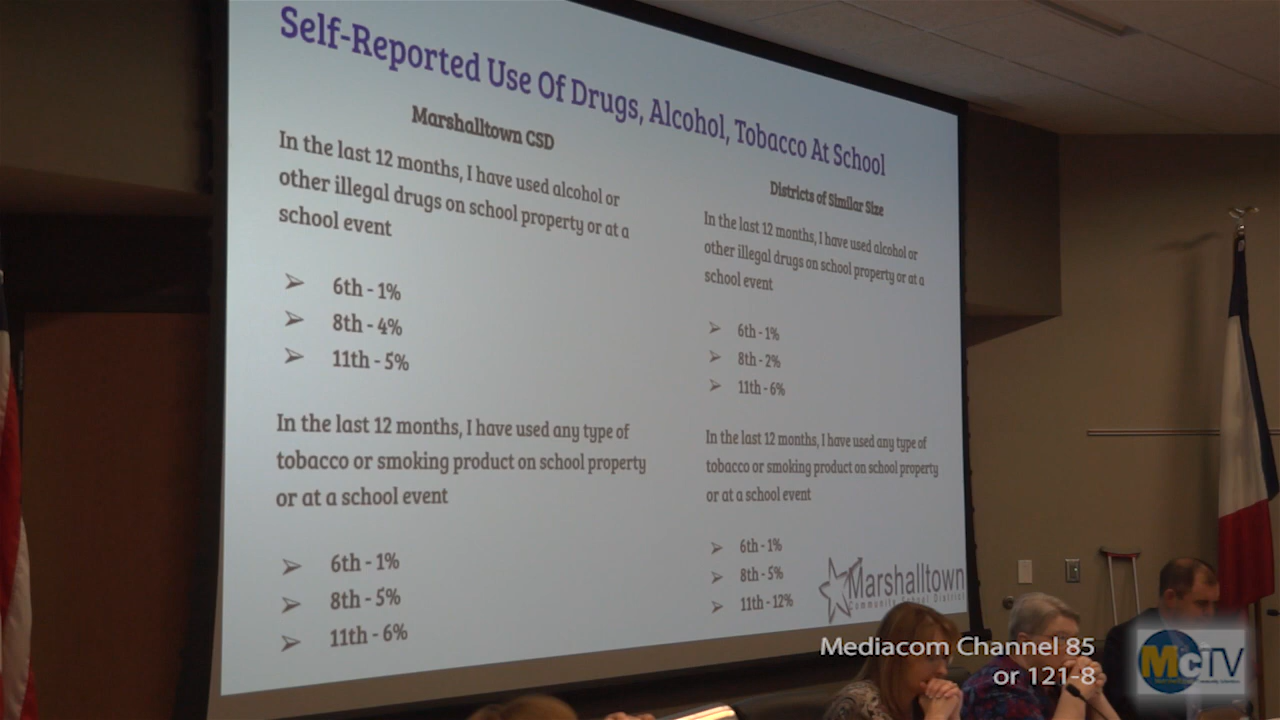 Self-Reported Use Of Drugs, Alcohol, Tobacco At School
Marshalltown CSD
In the last 12 months, I have used alcohol or
other illegal drugs on school property or at a
school event
6th - 1%
8th - 4%
11th - 5%
In the last 12 months, I have used any type of
tobacco or smoking product on school property
or at a school event
6th - 1%
8th - 5%
11th - 6%
Districts of Similar Size
In the last 12 months, I have used alcohol or
other illegal drugs on school property or at a
school event
6th - 1%
8th - 2%
11th - 6%
In the last 12 months, I have used any type of
tobacco or smoking product on school property
or at a school event
6th - 1%
8th - 5%
11th - 12%
Marshalltown
Community School District
Mediacom Channel 85
or 121-8
McTV